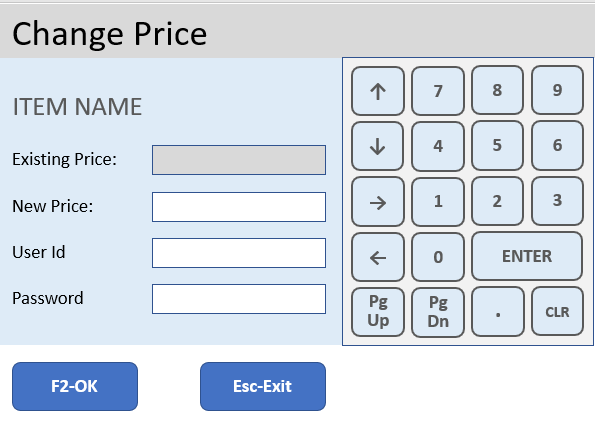 Change Price
ITEM NAME
Existing Price:
New Price:
User Id
Password
↑ 7 8 9
↓ 4 5 6
→ 1 2 3
← 0 ENTER
Pg Up
Pg Dn
.
CLR
F2-OK
Esc-Exit